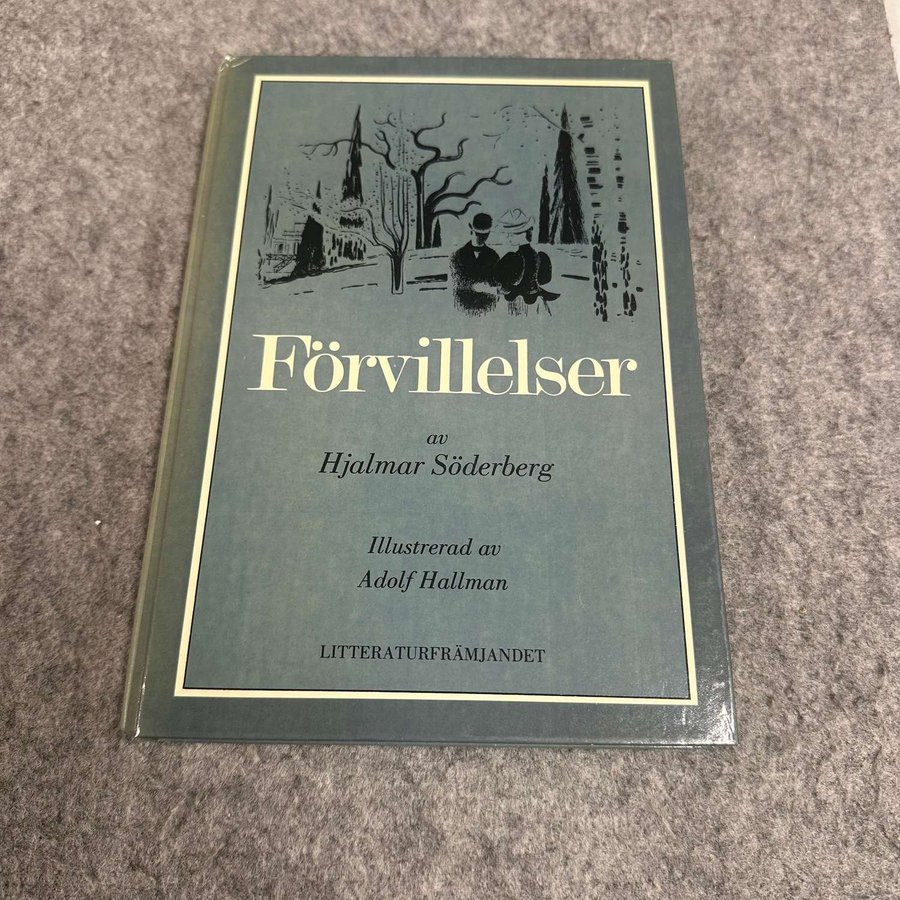 Förvillelser
av
Hjalmar Söderberg
Illustrerad av
Adolf Hallman
LITTERATURFRÄMJANDET